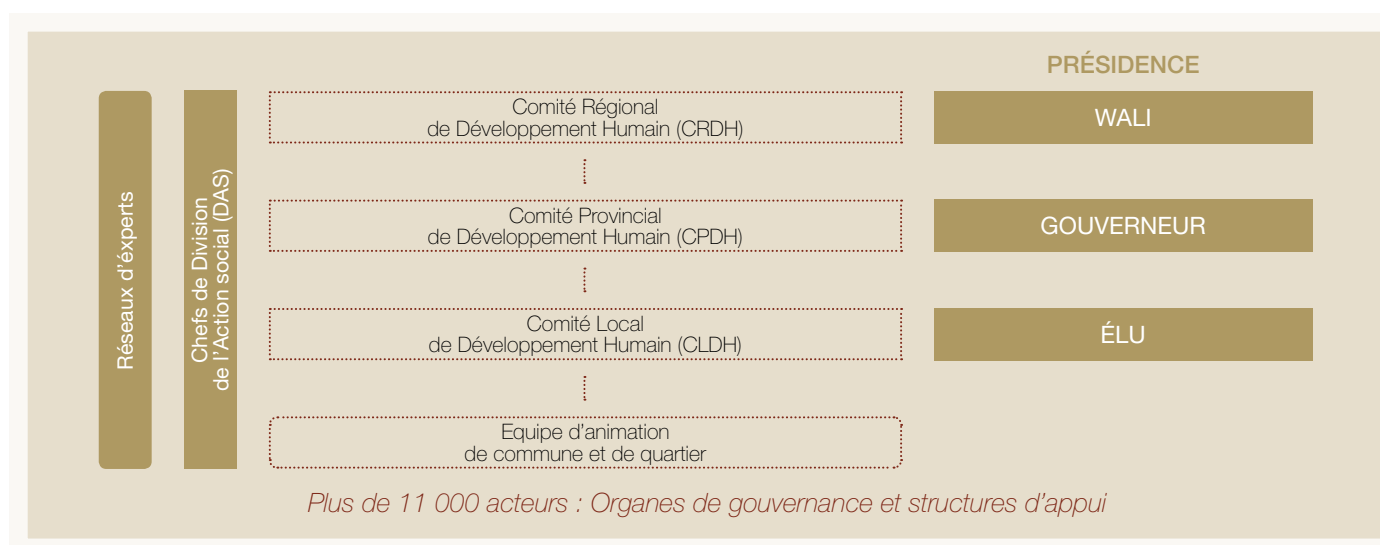 PRÉSIDENCE
Réseaux d'éxperts
Chefs de Division
de l'Action social (DAS)
Comité Régional
de Développement Humain (CRDH)
WALI
Comité Provincial
de Développement Humain (CPDH)
GOUVERNEUR
Comité Local
de Développement Humain (CLDH)
ÉLU
Equipe d'animation
de commune et de quartier
Plus de 11 000 acteurs : Organes de gouvernance et structures d'appui